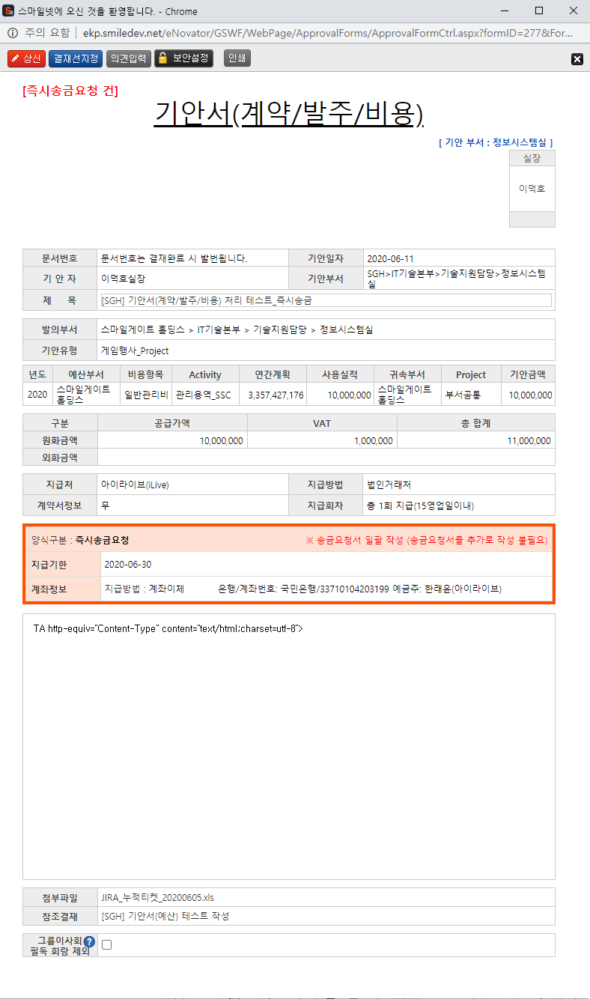 스마일넷에 오신 것을 환영합니다. - Chrome
주의 요함 | ekp.smiledev.net/eNovator/GSWF/WebPage/ApprovalForms/ApprovalFormCtrl.aspx?formID=277&For...
상신 결재선지정 의견입력 보안설정 인쇄
[즉시송금요청 건]
기안서(계약/발주/비용)
[ 기안 부서 : 정보시스템실 ]
실장
이덕호
문서번호 문서번호는 결재완료 시 발번됩니다. 기안일자 2020-06-11
기 안 자 이덕호실장 기안부서 SGH>IT기술본부>기술지원담당>정보시스템
실
제 목 [SGH] 기안서(계약/발주/비용) 처리 테스트_즉시송금
발의부서 스마일게이트 홀딩스 > IT기술본부 > 기술지원담당 > 정보시스템실
기안유형 게임행사_Project
년도 예산부서 비용항목 Activity 연간계획 사용실적 귀속부서 Project 기안금액
2020 스마일게이트 홀딩스 일반관리비 관리용역_SSC 3,357,427,176 10,000,000 스마일게이트 홀딩스 부서공통 10,000,000
구분 공급가액 VAT 총 합계
원화금액 10,000,000 1,000,000 11,000,000
외화금액
지급처 아이라이브(iLive) 지급방법 법인거래처
계약서정보 무 지급회차 총 1회 지급(15영업일이내)
양식구분 : 즉시송금요청 ※ 송금요청서 일괄 작성 (송금요청서를 추가로 작성 불필요)
지급기한 2020-06-30
계좌정보 지급방법 : 계좌이체 은행/계좌번호: 국민은행/33710104203199 예금주: 한래윤(아이라이브)
TA http-equiv="Content-Type" content="text/html;charset=utf-8">
첨부파일 JIRA_누적티켓_20200605.xls
참조결재 [SGH] 기안서(예산) 테스트 작성
그룹이사회 ?
필독 회람 제외